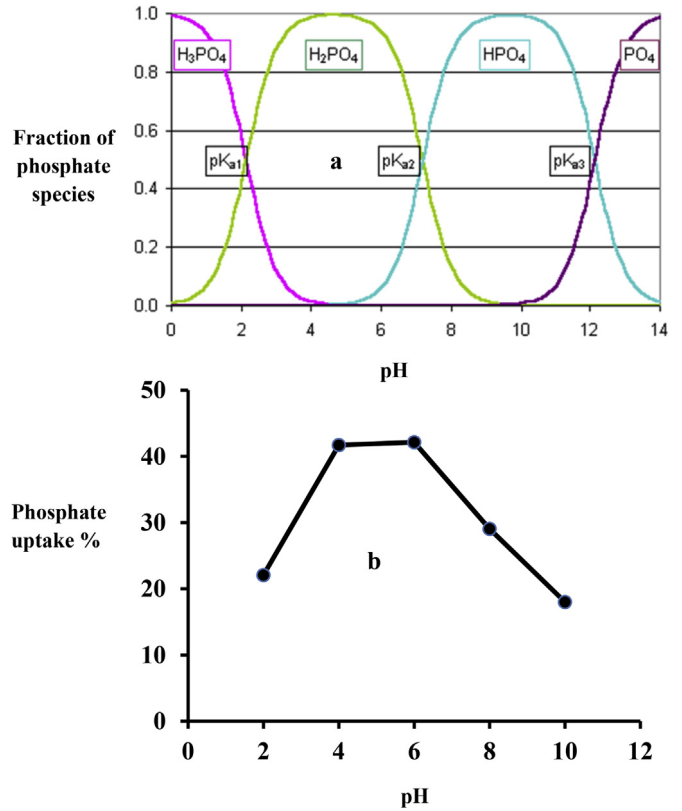 1.0
H₃PO₄ H₂PO₄ HPO₄ PO₄
0.8
Fraction of
phosphate
species
0.6
pKa1 a pKa2 pKa3
0.4
0.2
0.0
0 2 4 6 8 10 12 14
pH
50
40
Phosphate
uptake %
30
b
20
10
0
0 2 4 6 8 10 12
pH